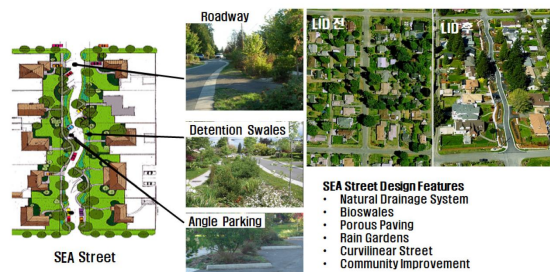 Roadway
LID 전
LID 후
Detention Swales
Angle Parking
SEA Street
SEA Street Design Features
• Natural Drainage System
• Bioswales
• Porous Paving
• Rain Gardens
• Curvilinear Street
• Community Improvement